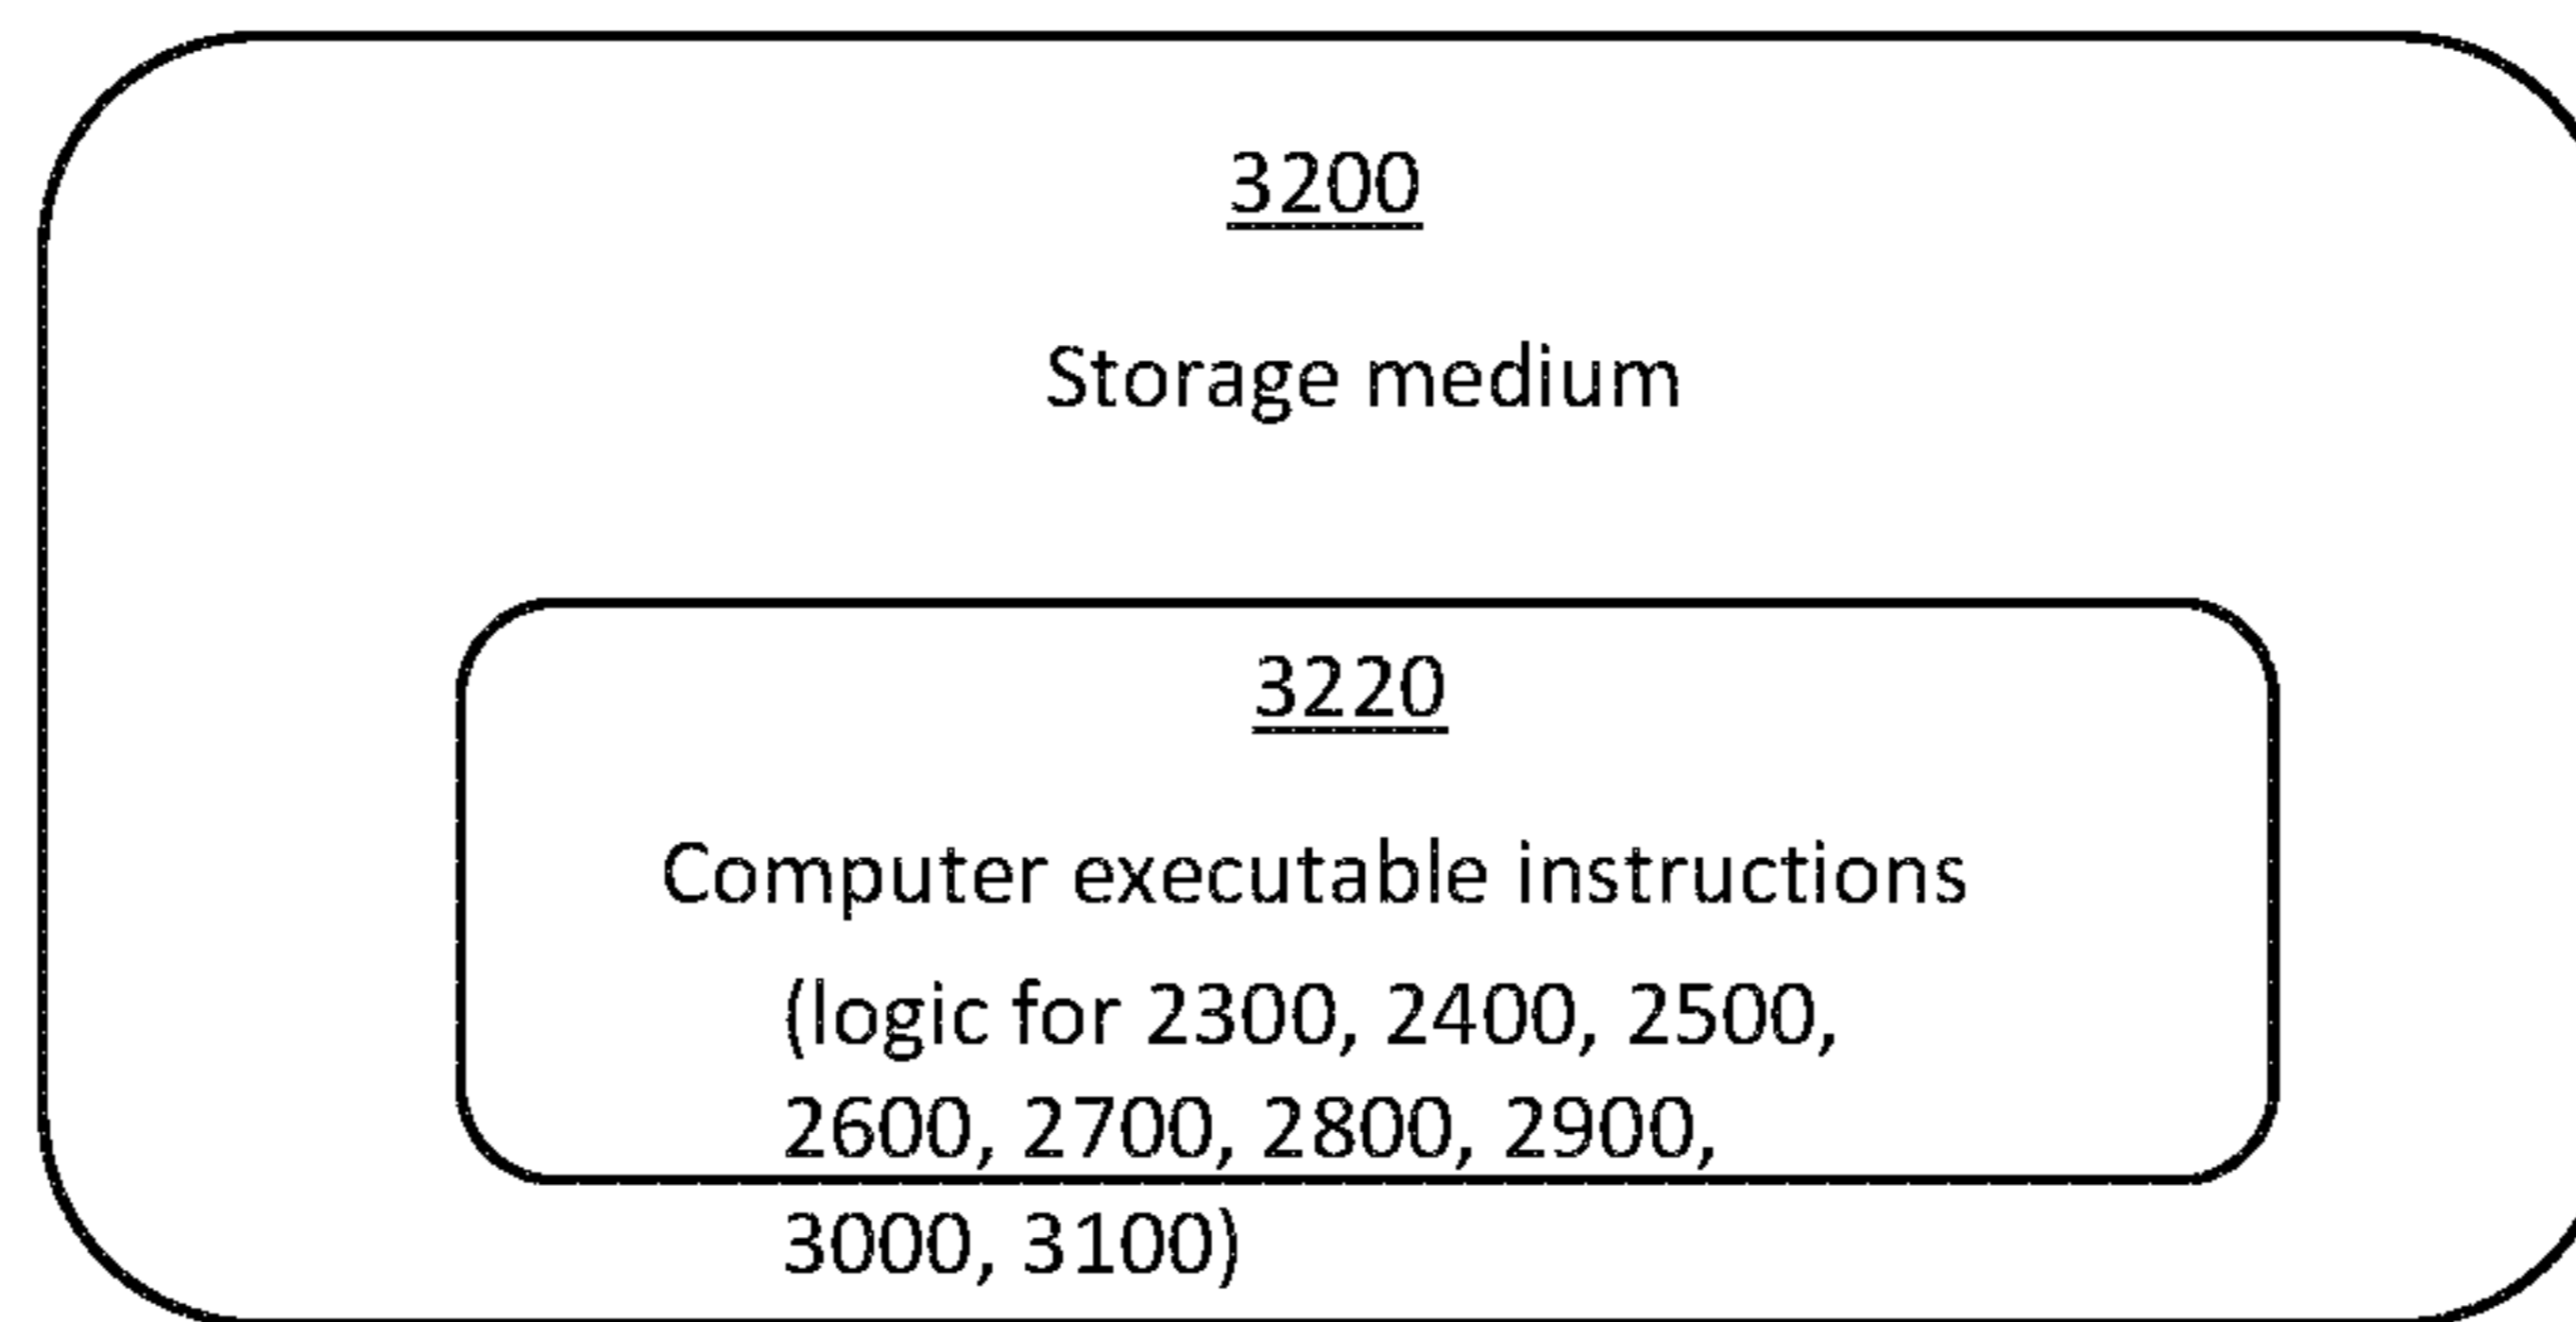 3200
Storage medium
3220
Computer executable instructions
(logic for 2300, 2400, 2500,
2600, 2700, 2800, 2900,
3000, 3100)